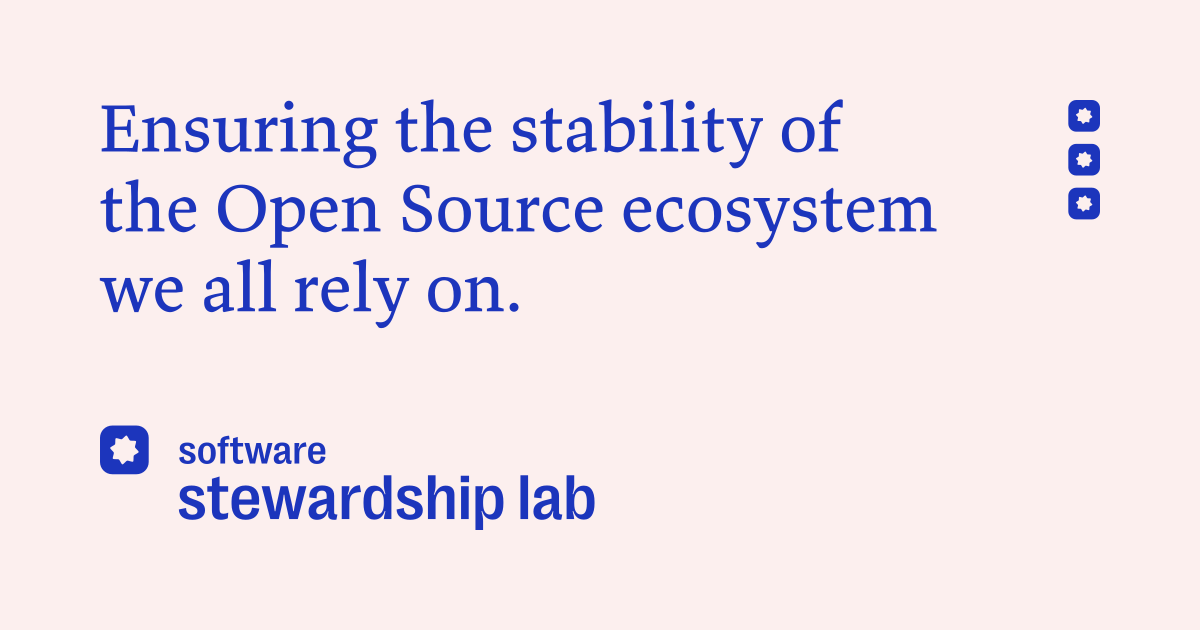 Ensuring the stability of
the Open Source ecosystem
we all rely on.
software
stewardship lab